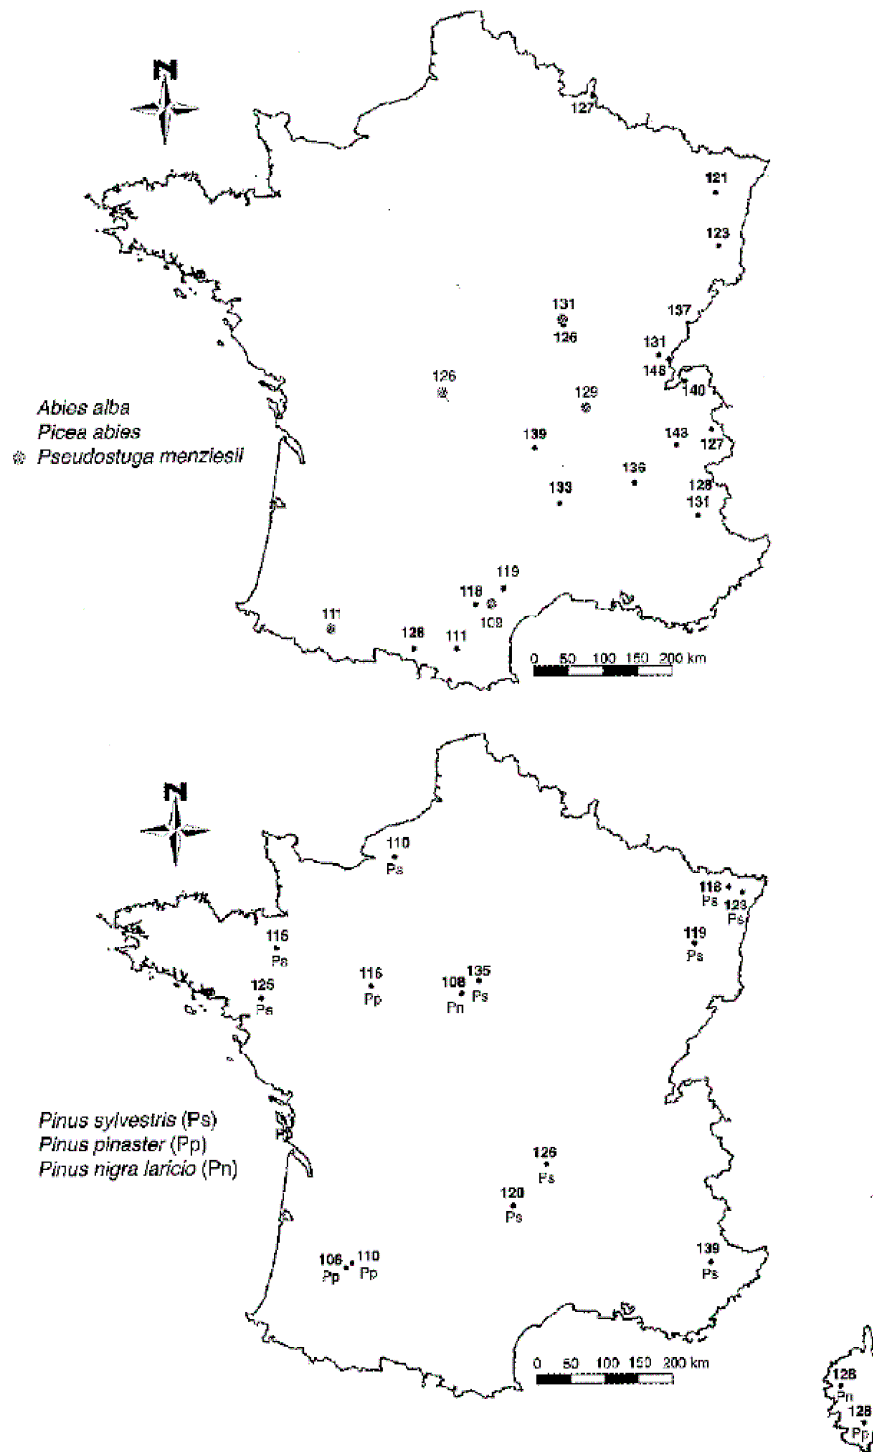 N
127
121
123
131
126
137
131
148
140
126
129
Abies alba
Picea abies
Pseudostuga menziesii
139
143
127
136
128
133
131
119
118
109
111
128
111
0 50 100 150 200 km
N
110
Ps
118
Ps
123
Ps
119
Ps
115
Ps
125
Ps
116
Pp
108
Pn
135
Ps
Pinus sylvestris (Ps)
Pinus pinaster (Pp)
Pinus nigra laricio (Pn)
126
Ps
120
Ps
139
Ps
106
Pp
110
Pp
0 50 100 150 200 km
128
Pn
128
Pp